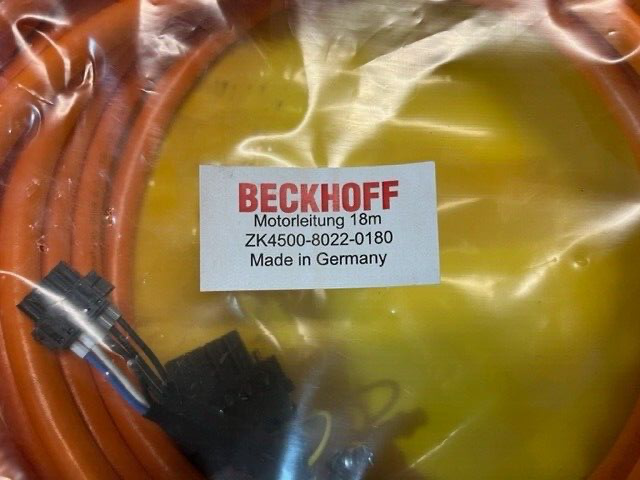 BECKHOFF
Motorleitung 18m
ZK4500-8022-0180
Made in Germany